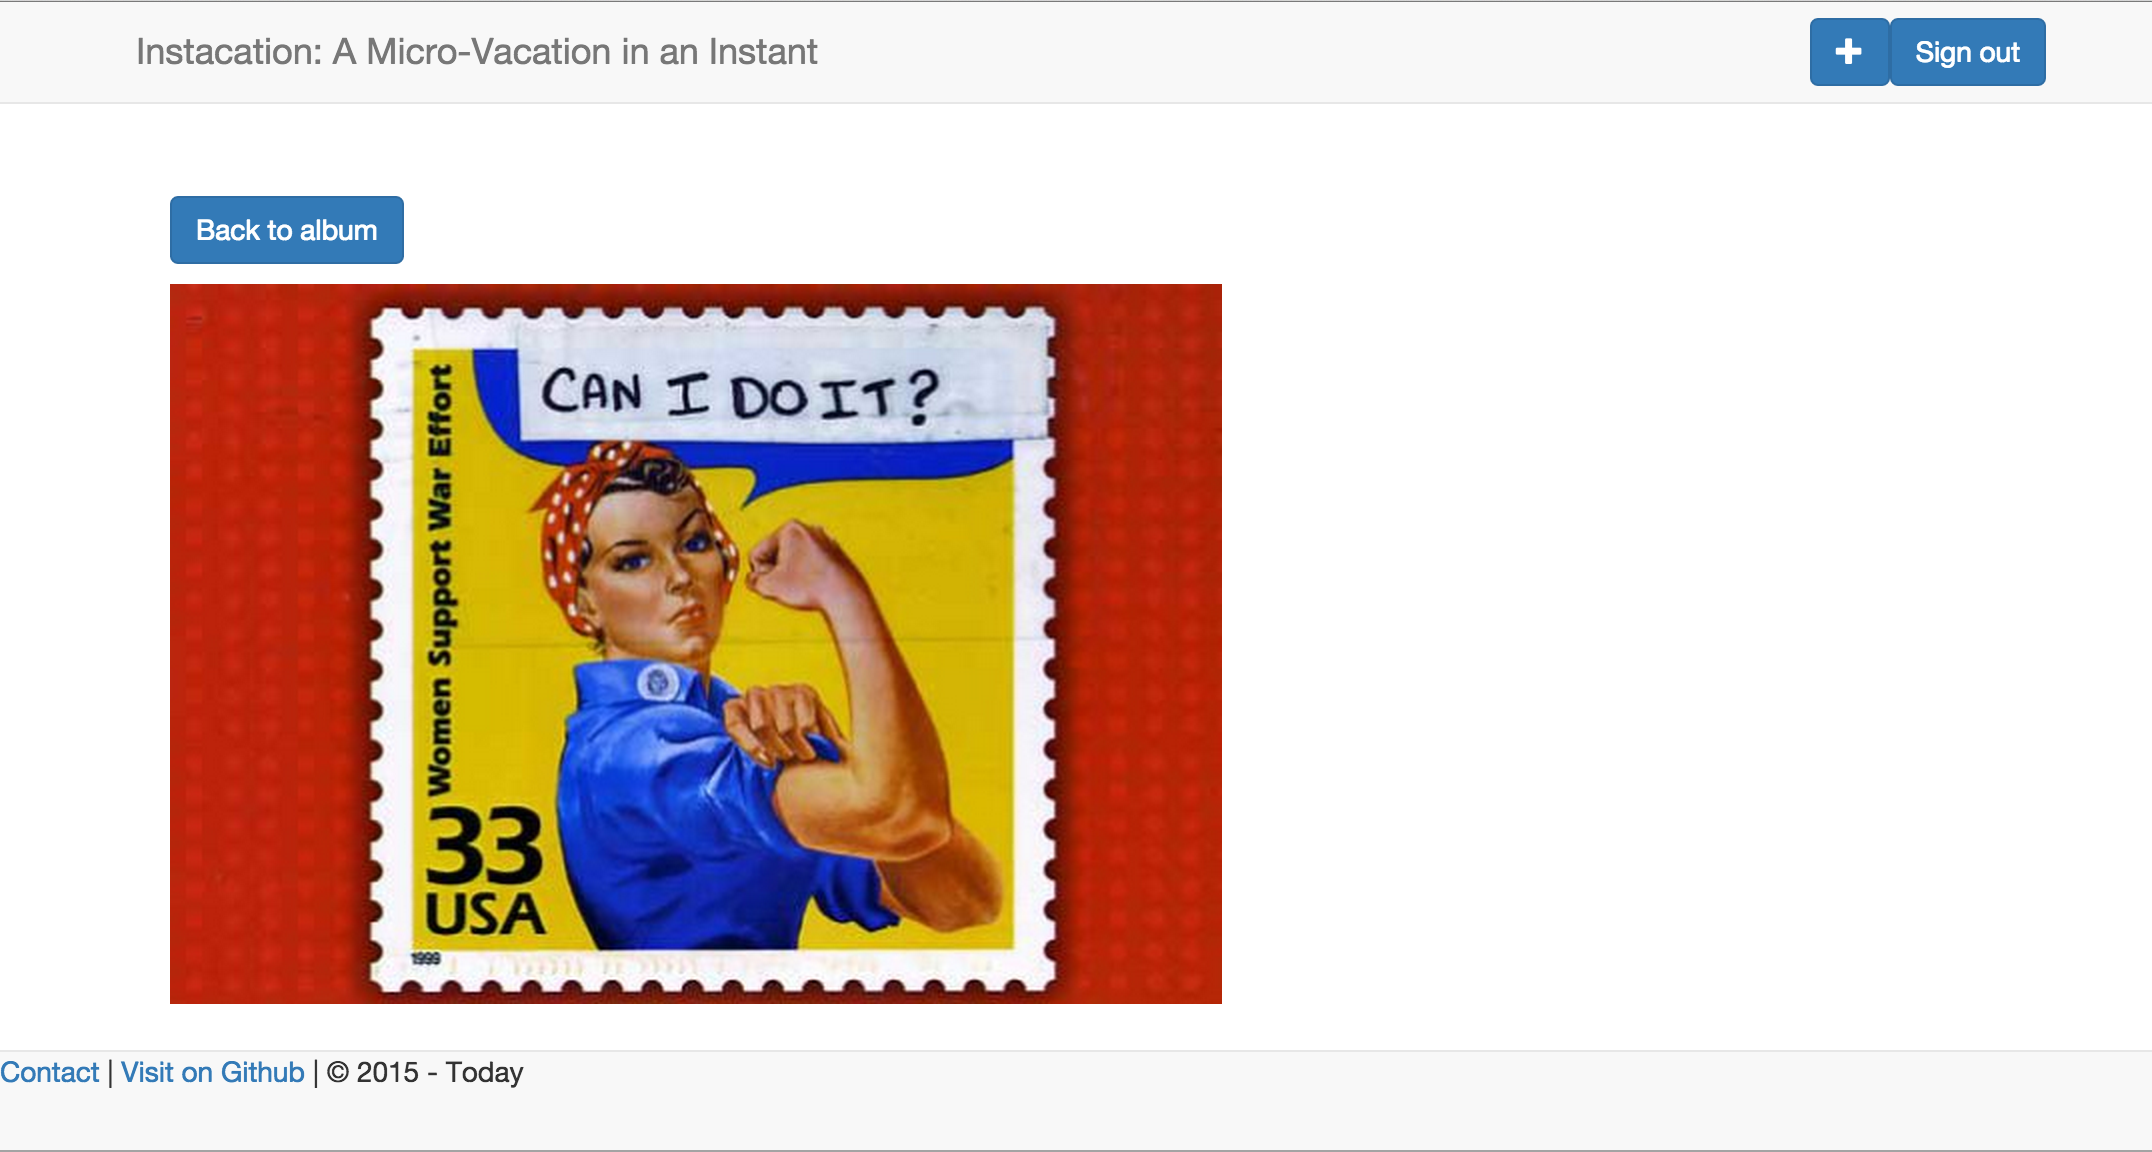 Instacation: A Micro-Vacation in an Instant
+ Sign out
Back to album
CAN I DO IT?
Women Support War Effort
33
USA
1999
Contact | Visit on Github | © 2015 - Today